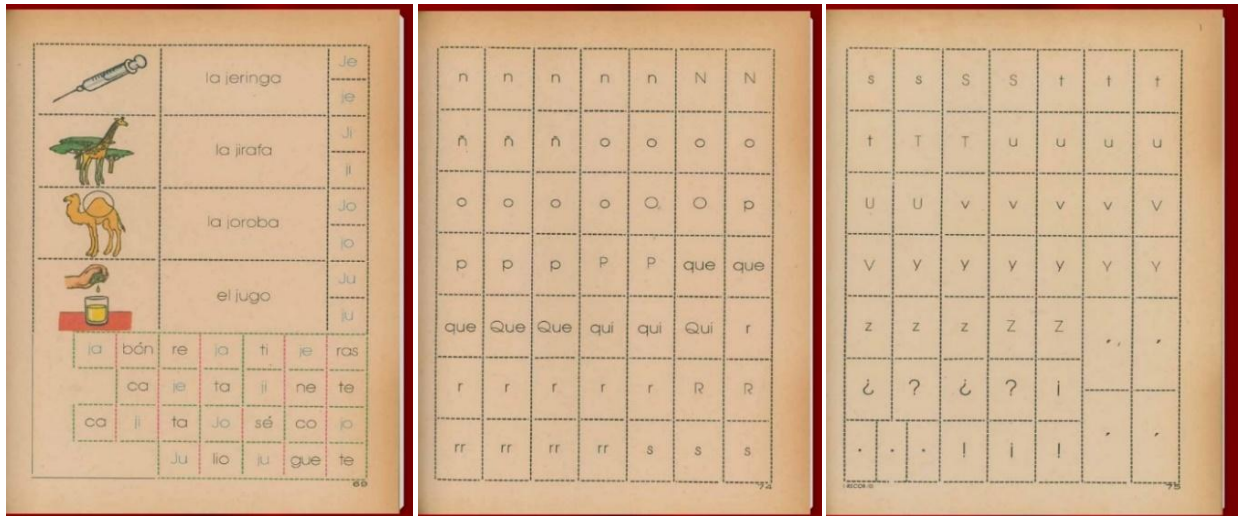 la jeringa Je
je
la jirafa Ji
ji
la joroba Jo
jo
el jugo Ju
ju
ja bón re ja ti je ras
ca je ta ji ne te
ca ji ta Jo sé co jo
Ju lio ju gue te
69
n n n n n N N
ñ ñ ñ o o o o
o o o o O O p
p p p P P que que
que Que Que qui qui Qui r
r r r r r R R
rr rr rr rr s s s
74
s s S S t t t
t T T u u u u
U U v v v v V
V y y y y Y Y
z z z Z Z ´ ´
¿ ? ¿ ? ¡
. . . ! ¡ ! ´ ´
75